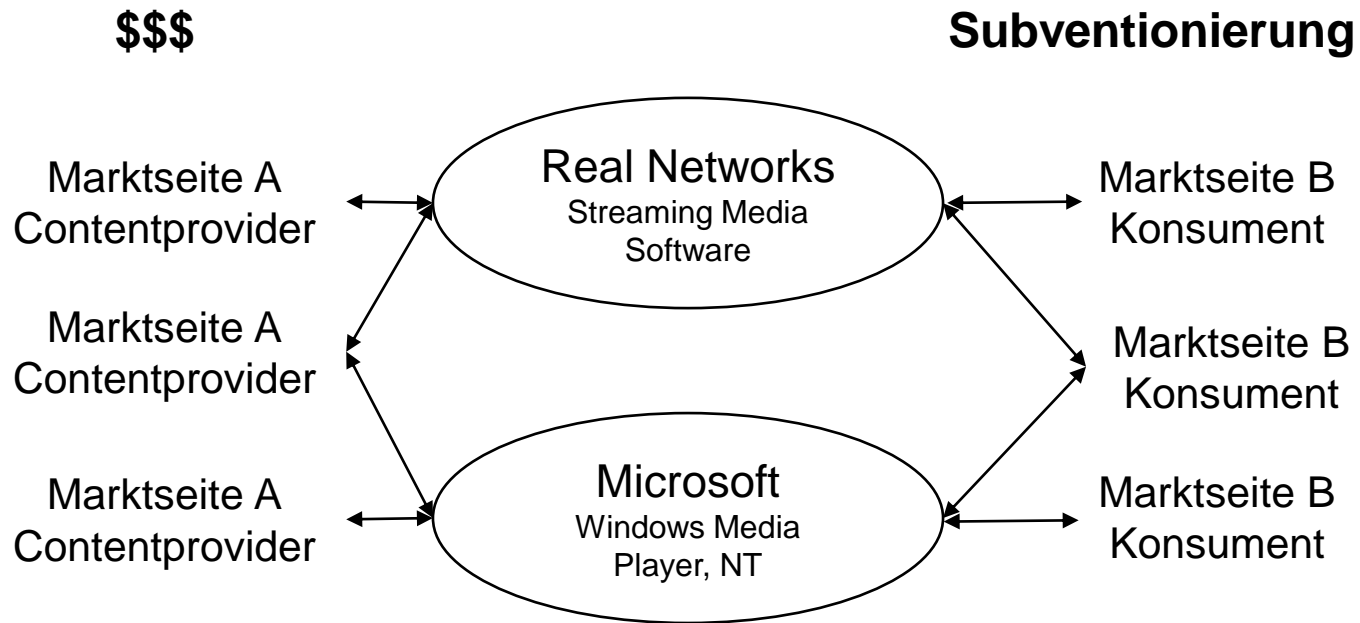 $$$
Subventionierung
Marktseite A
Contentprovider
Real Networks
Streaming Media
Software
Marktseite B
Konsument
Marktseite A
Contentprovider
Marktseite B
Konsument
Marktseite A
Contentprovider
Microsoft
Windows Media
Player, NT
Marktseite B
Konsument